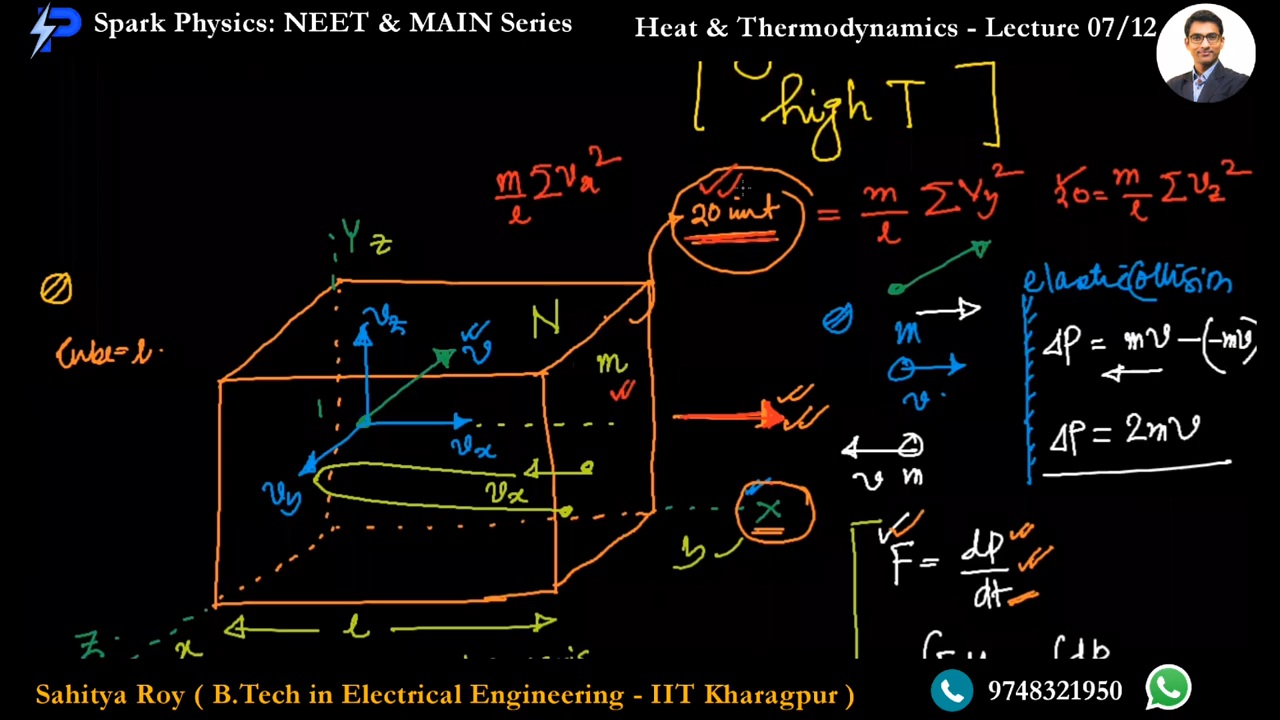 Spark Physics: NEET & MAIN Series
Heat & Thermodynamics - Lecture 07/12
[ high T ]
m/l Σvx²
20 unit = m/l ΣVy²
20 = m/l Σvz²
Y z
Cube = l.
vz
v
N
m
vx
vy
vx
l
X
y
Z
x
elastic Collision
m
v
ΔP = mv - (-mv)
ΔP = 2mv
v m
F = dp/dt
Sahitya Roy ( B.Tech in Electrical Engineering - IIT Kharagpur )
9748321950